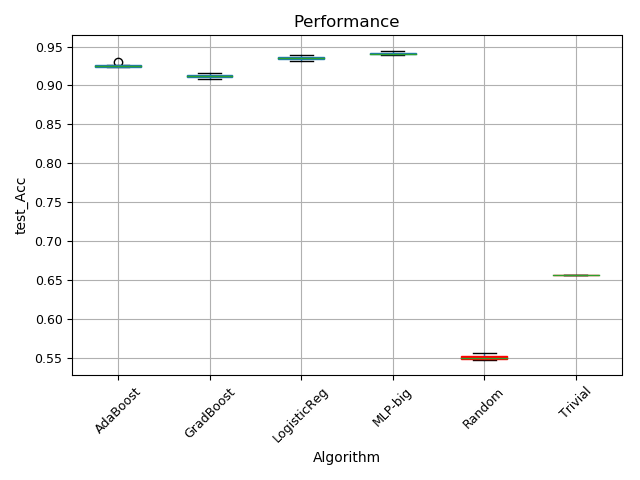 Performance
0.95
0.90
0.85
0.80
0.75
0.70
0.65
0.60
0.55
test_Acc
AdaBoost
GradBoost
LogisticReg
MLP-big
Random
Trivial
Algorithm